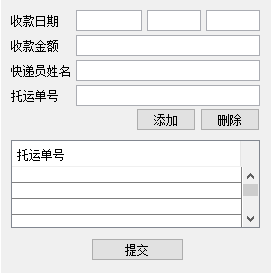 收款日期
收款金额
快递员姓名
托运单号
添加 删除
托运单号
提交